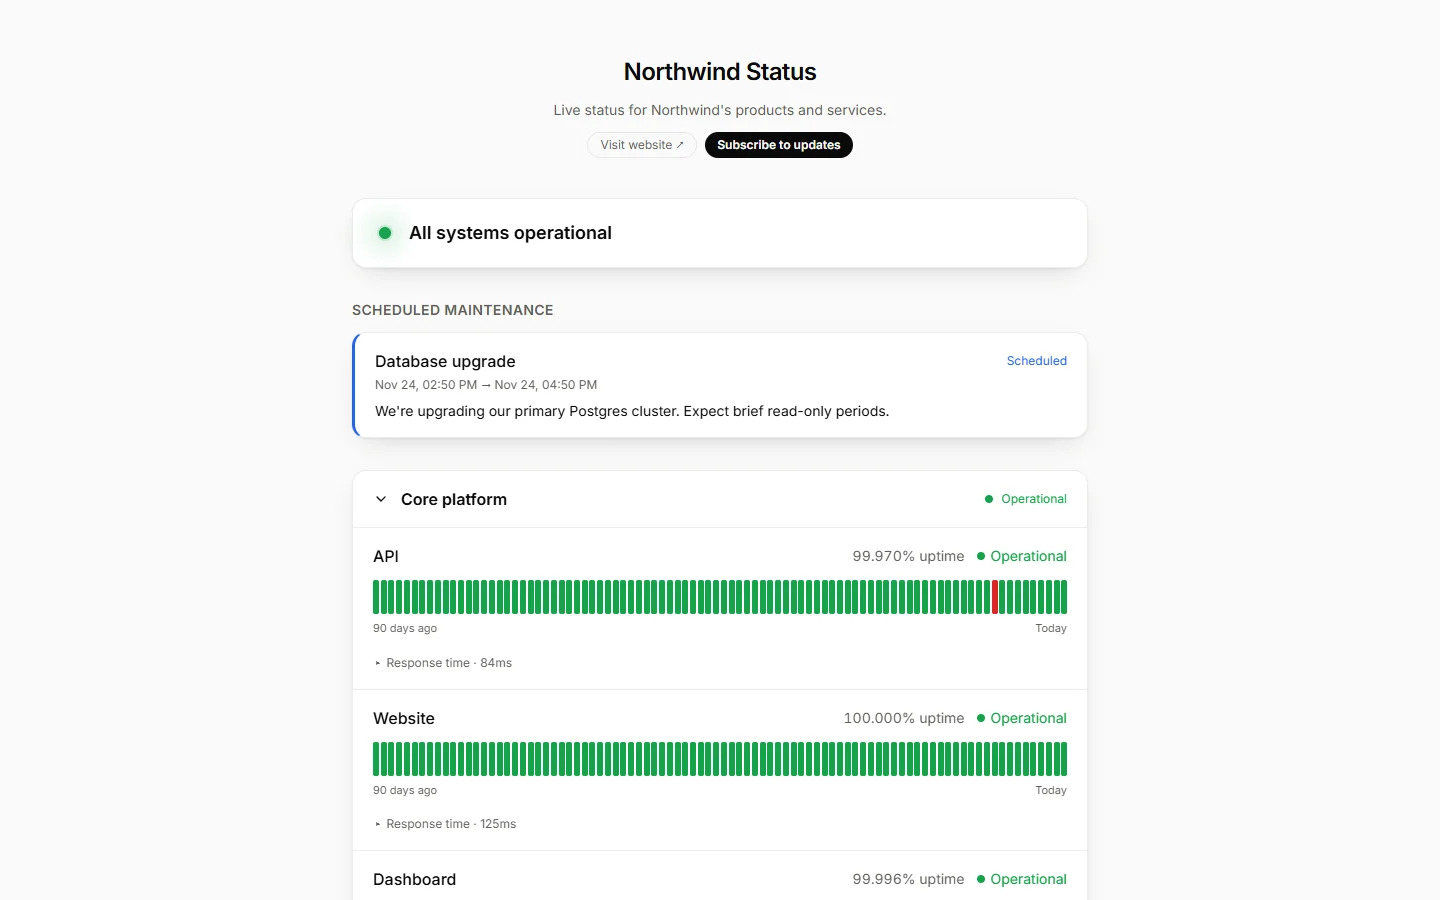 Northwind Status
Live status for Northwind's products and services.
Visit website ↗ Subscribe to updates
All systems operational
SCHEDULED MAINTENANCE
Database upgrade Scheduled
Nov 24, 02:50 PM → Nov 24, 04:50 PM
We're upgrading our primary Postgres cluster. Expect brief read-only periods.
Core platform Operational
API 99.970% uptime Operational
90 days ago Today
Response time · 84ms
Website 100.000% uptime Operational
90 days ago Today
Response time · 125ms
Dashboard 99.996% uptime Operational